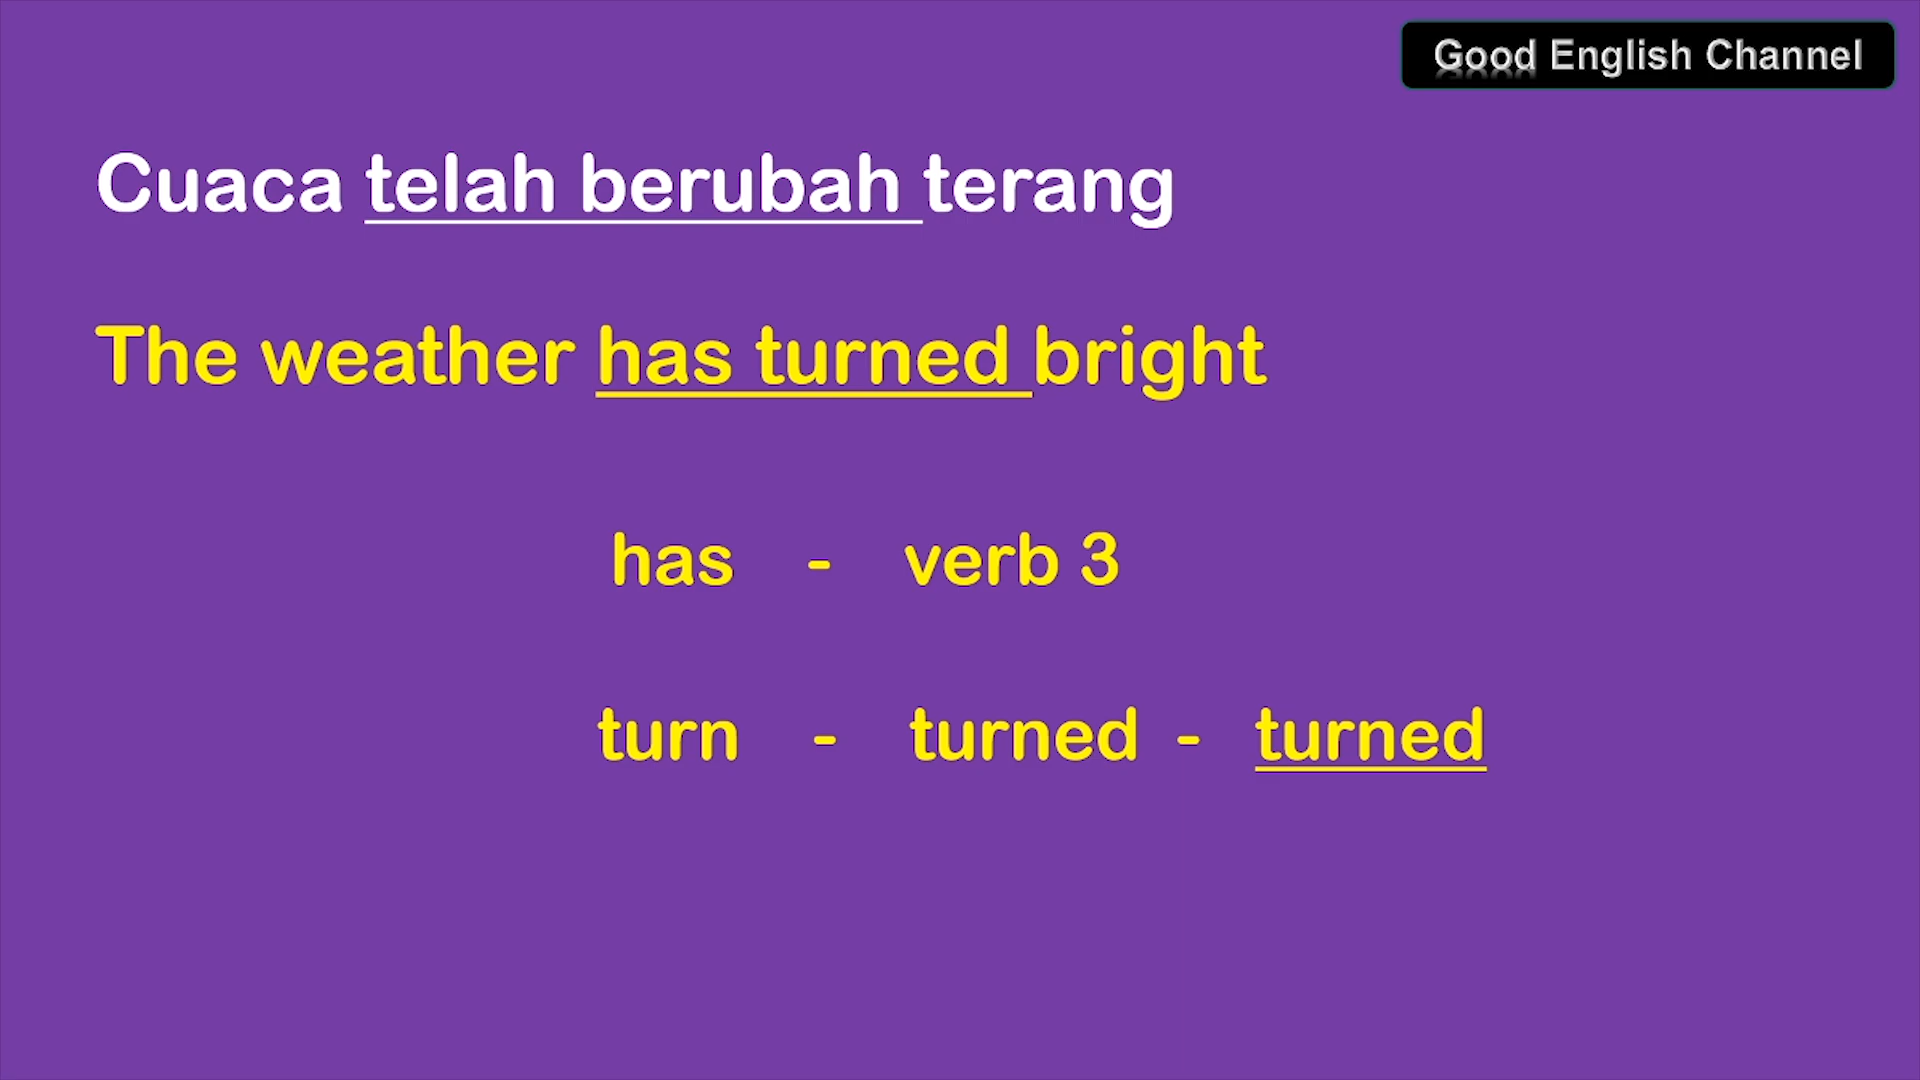 Good English Channel
Cuaca telah berubah terang
The weather has turned bright
has - verb 3
turn - turned - turned